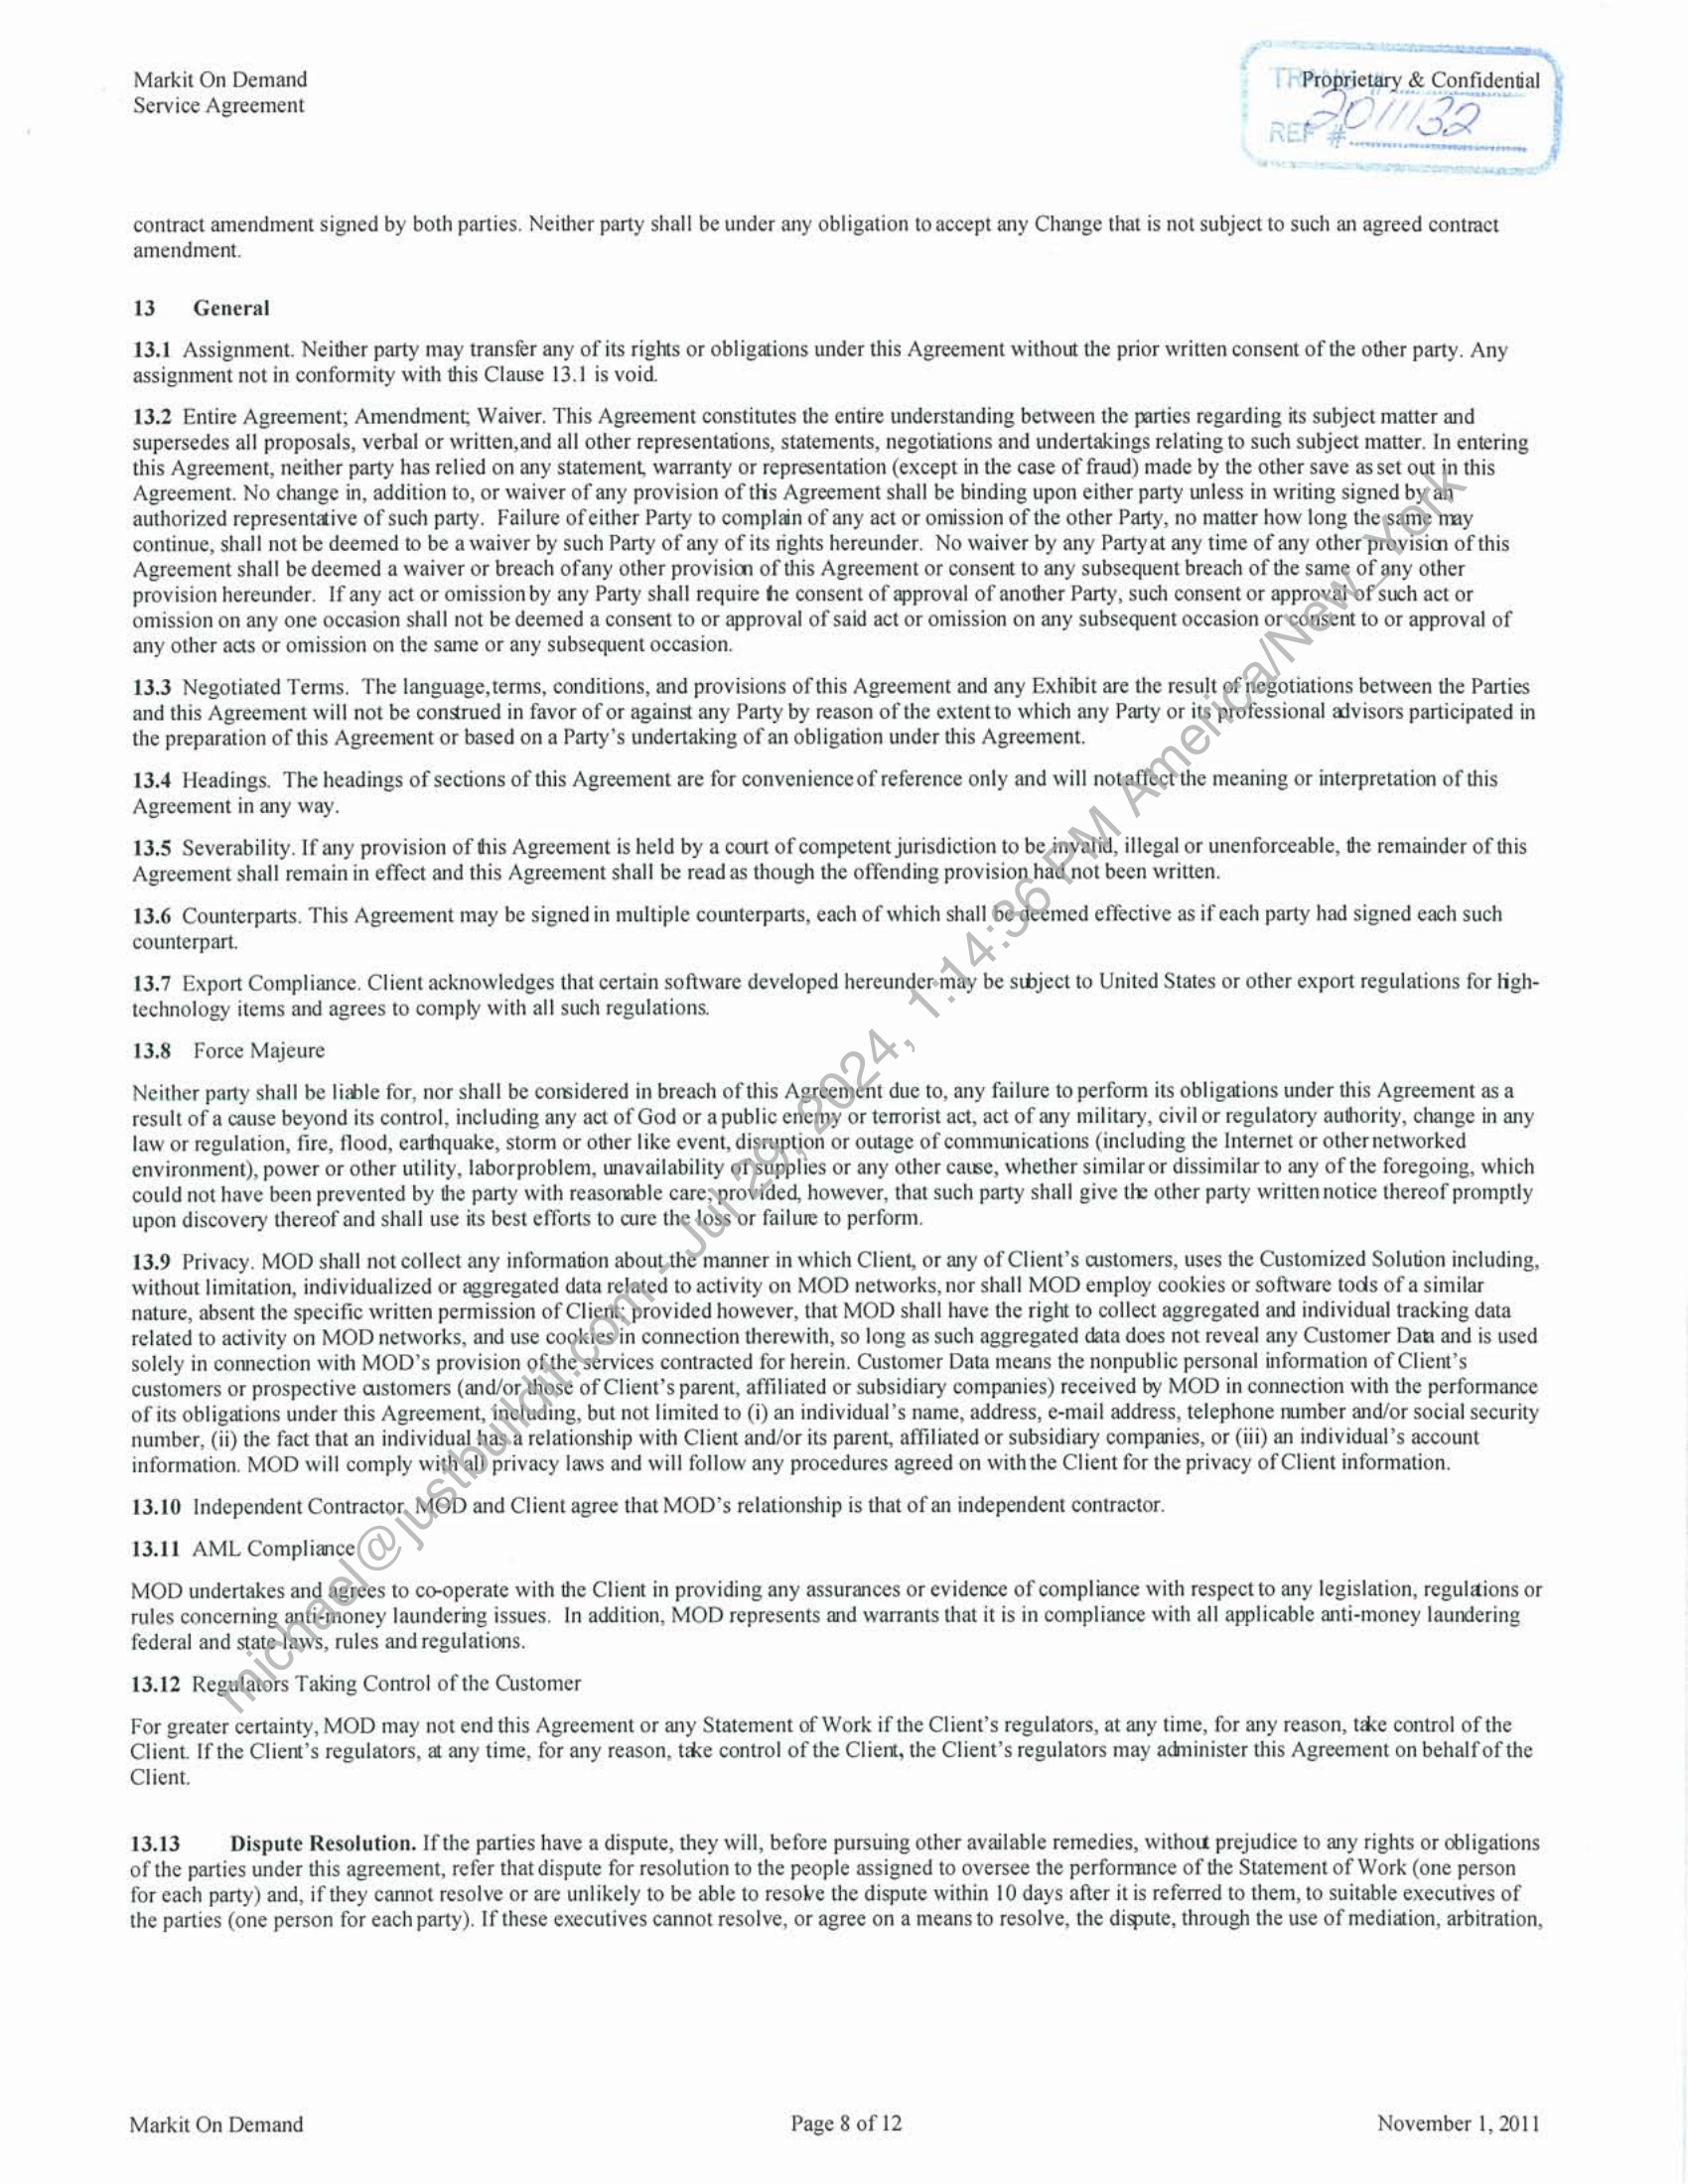 Markit On Demand
Service Agreement
Proprietary & Confidential
2011132
REF #
contract amendment signed by both parties. Neither party shall be under any obligation to accept any Change that is not subject to such an agreed contract
amendment.
13 General
13.1 Assignment. Neither party may transfer any of its rights or obligations under this Agreement without the prior written consent of the other party. Any
assignment not in conformity with this Clause 13.1 is void.
13.2 Entire Agreement; Amendment; Waiver. This Agreement constitutes the entire understanding between the parties regarding its subject matter and
supersedes all proposals, verbal or written, and all other representations, statements, negotiations and undertakings relating to such subject matter. In entering
this Agreement, neither party has relied on any statement, warranty or representation (except in the case of fraud) made by the other save as set out in this
Agreement. No change in, addition to, or waiver of any provision of this Agreement shall be binding upon either party unless in writing signed by an
authorized representative of such party. Failure of either Party to complain of any act or omission of the other Party, no matter how long the same may
continue, shall not be deemed to be a waiver by such Party of any of its rights hereunder. No waiver by any Party at any time of any other provision of this
Agreement shall be deemed a waiver or breach of any other provision of this Agreement or consent to any subsequent breach of the same of any other
provision hereunder. If any act or omission by any Party shall require the consent of approval of another Party, such consent or approval of such act or
omission on any one occasion shall not be deemed a consent to or approval of said act or omission on any subsequent occasion or consent to or approval of
any other acts or omission on the same or any subsequent occasion.
13.3 Negotiated Terms. The language, terms, conditions, and provisions of this Agreement and any Exhibit are the result of negotiations between the Parties
and this Agreement will not be construed in favor of or against any Party by reason of the extent to which any Party or its professional advisors participated in
the preparation of this Agreement or based on a Party's undertaking of an obligation under this Agreement.
13.4 Headings. The headings of sections of this Agreement are for convenience of reference only and will not affect the meaning or interpretation of this
Agreement in any way.
13.5 Severability. If any provision of this Agreement is held by a court of competent jurisdiction to be invalid, illegal or unenforceable, the remainder of this
Agreement shall remain in effect and this Agreement shall be read as though the offending provision had not been written.
13.6 Counterparts. This Agreement may be signed in multiple counterparts, each of which shall be deemed effective as if each party had signed each such
counterpart.
13.7 Export Compliance. Client acknowledges that certain software developed hereunder may be subject to United States or other export regulations for high-
technology items and agrees to comply with all such regulations.
13.8 Force Majeure
Neither party shall be liable for, nor shall be considered in breach of this Agreement due to, any failure to perform its obligations under this Agreement as a
result of a cause beyond its control, including any act of God or a public enemy or terrorist act, act of any military, civil or regulatory authority, change in any
law or regulation, fire, flood, earthquake, storm or other like event, disruption or outage of communications (including the Internet or other networked
environment), power or other utility, labor problem, unavailability of supplies or any other cause, whether similar or dissimilar to any of the foregoing, which
could not have been prevented by the party with reasonable care; provided, however, that such party shall give the other party written notice thereof promptly
upon discovery thereof and shall use its best efforts to cure the loss or failure to perform.
13.9 Privacy. MOD shall not collect any information about the manner in which Client, or any of Client's customers, uses the Customized Solution including,
without limitation, individualized or aggregated data related to activity on MOD networks, nor shall MOD employ cookies or software tools of a similar
nature, absent the specific written permission of Client; provided however, that MOD shall have the right to collect aggregated and individual tracking data
related to activity on MOD networks, and use cookies in connection therewith, so long as such aggregated data does not reveal any Customer Data and is used
solely in connection with MOD's provision of the services contracted for herein. Customer Data means the nonpublic personal information of Client's
customers or prospective customers (and/or those of Client's parent, affiliated or subsidiary companies) received by MOD in connection with the performance
of its obligations under this Agreement, including, but not limited to (i) an individual's name, address, e-mail address, telephone number and/or social security
number, (ii) the fact that an individual has a relationship with Client and/or its parent, affiliated or subsidiary companies, or (iii) an individual's account
information. MOD will comply with all privacy laws and will follow any procedures agreed on with the Client for the privacy of Client information.
13.10 Independent Contractor. MOD and Client agree that MOD's relationship is that of an independent contractor.
13.11 AML Compliance
MOD undertakes and agrees to co-operate with the Client in providing any assurances or evidence of compliance with respect to any legislation, regulations or
rules concerning anti-money laundering issues. In addition, MOD represents and warrants that it is in compliance with all applicable anti-money laundering
federal and state laws, rules and regulations.
13.12 Regulators Taking Control of the Customer
For greater certainty, MOD may not end this Agreement or any Statement of Work if the Client's regulators, at any time, for any reason, take control of the
Client. If the Client's regulators, at any time, for any reason, take control of the Client, the Client's regulators may administer this Agreement on behalf of the
Client.
13.13 Dispute Resolution. If the parties have a dispute, they will, before pursuing other available remedies, without prejudice to any rights or obligations
of the parties under this agreement, refer that dispute for resolution to the people assigned to oversee the performance of the Statement of Work (one person
for each party) and, if they cannot resolve or are unlikely to be able to resolve the dispute within 10 days after it is referred to them, to suitable executives of
the parties (one person for each party). If these executives cannot resolve, or agree on a means to resolve, the dispute, through the use of mediation, arbitration,
Markit On Demand Page 8 of 12 November 1, 2011
michael@justbuildit.com - Jul 29, 2024, 1:14:36 PM America/New_York